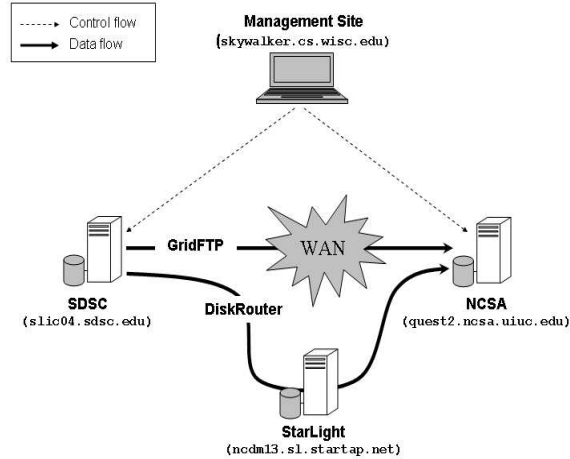 Control flow
Data flow
Management Site
(skywalker.cs.wisc.edu)
GridFTP
WAN
SDSC
(slic04.sdsc.edu)
DiskRouter
NCSA
(quest2.ncsa.uiuc.edu)
StarLight
(ncdm13.sl.startap.net)